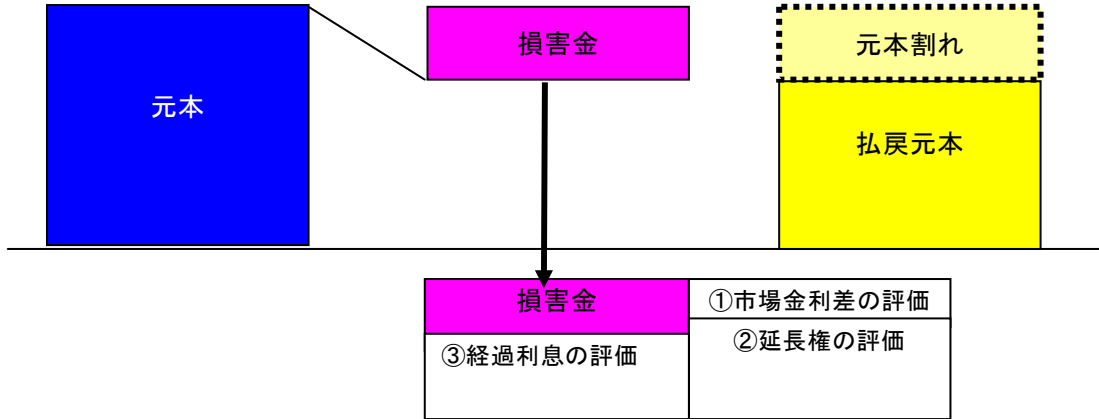 元本
損害金
元本割れ
払戻元本
損害金
①市場金利差の評価
③経過利息の評価
②延長権の評価